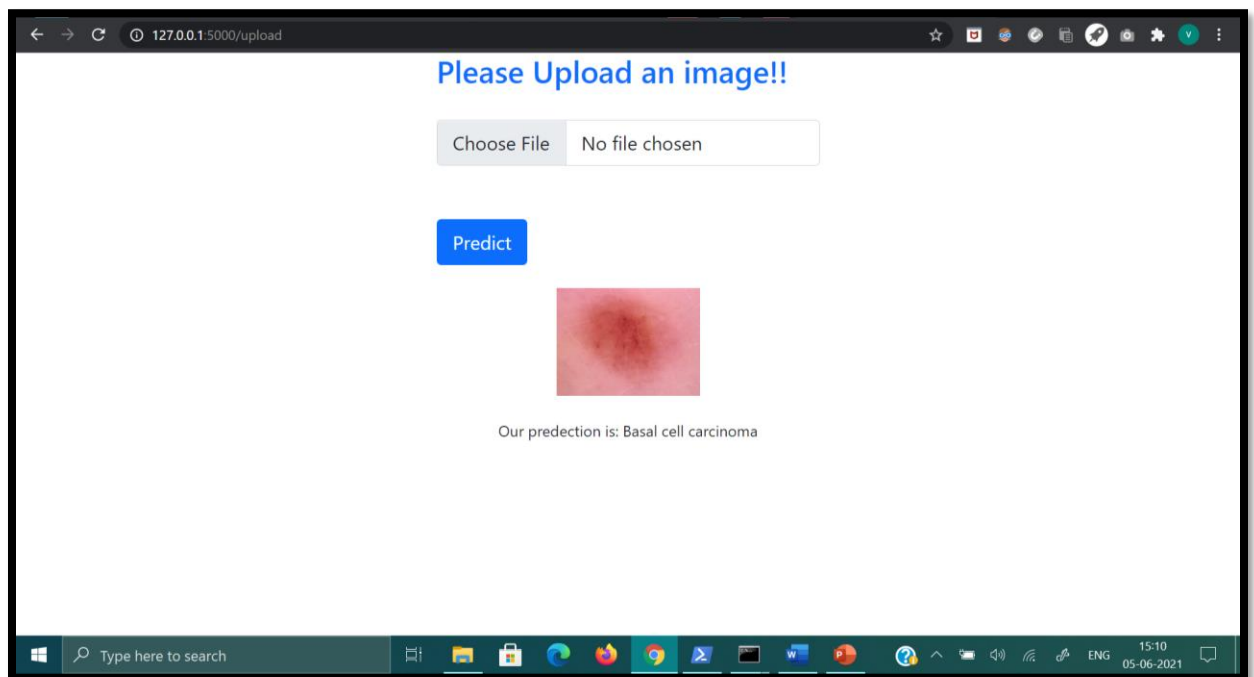 127.0.0.1:5000/upload
V
Please Upload an image!!
Choose File No file chosen
Predict
Our predection is: Basal cell carcinoma
Type here to search
ENG
15:10
05-06-2021